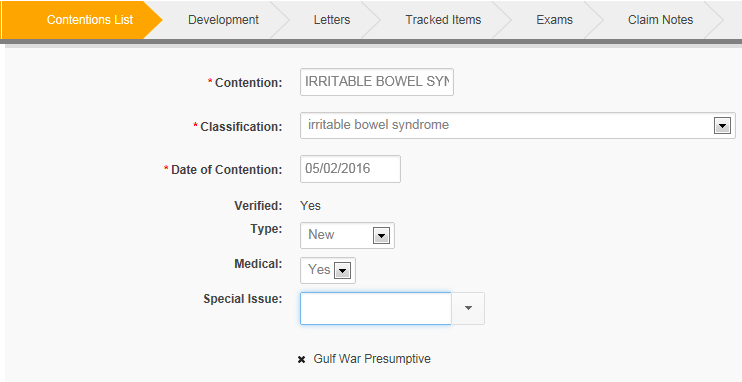 Contentions List Development Letters Tracked Items Exams Claim Notes
* Contention: IRRITABLE BOWEL SYN
* Classification: irritable bowel syndrome
* Date of Contention: 05/02/2016
Verified: Yes
Type: New
Medical: Yes
Special Issue:
✖ Gulf War Presumptive